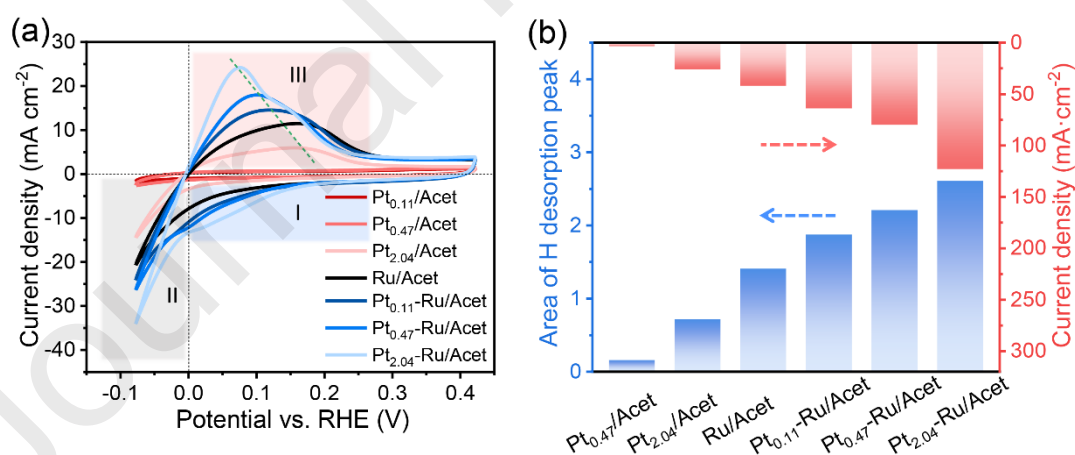 (a)
30
20
10
0
-10
-20
-30
-40
Current density (mA cm⁻²)
-0.1
0.0
0.1
0.2
0.3
0.4
Potential vs. RHE (V)
III
I
II
Pt₀.₁₁/Acet
Pt₀.₄₇/Acet
Pt₂.₀₄/Acet
Ru/Acet
Pt₀.₁₁-Ru/Acet
Pt₀.₄₇-Ru/Acet
Pt₂.₀₄-Ru/Acet
(b)
4
3
2
1
0
Area of H desorption peak
0
50
100
150
200
250
300
Current density (mA·cm⁻²)
Pt₀.₄₇/Acet
Pt₂.₀₄/Acet
Ru/Acet
Pt₀.₁₁-Ru/Acet
Pt₀.₄₇-Ru/Acet
Pt₂.₀₄-Ru/Acet
Journal